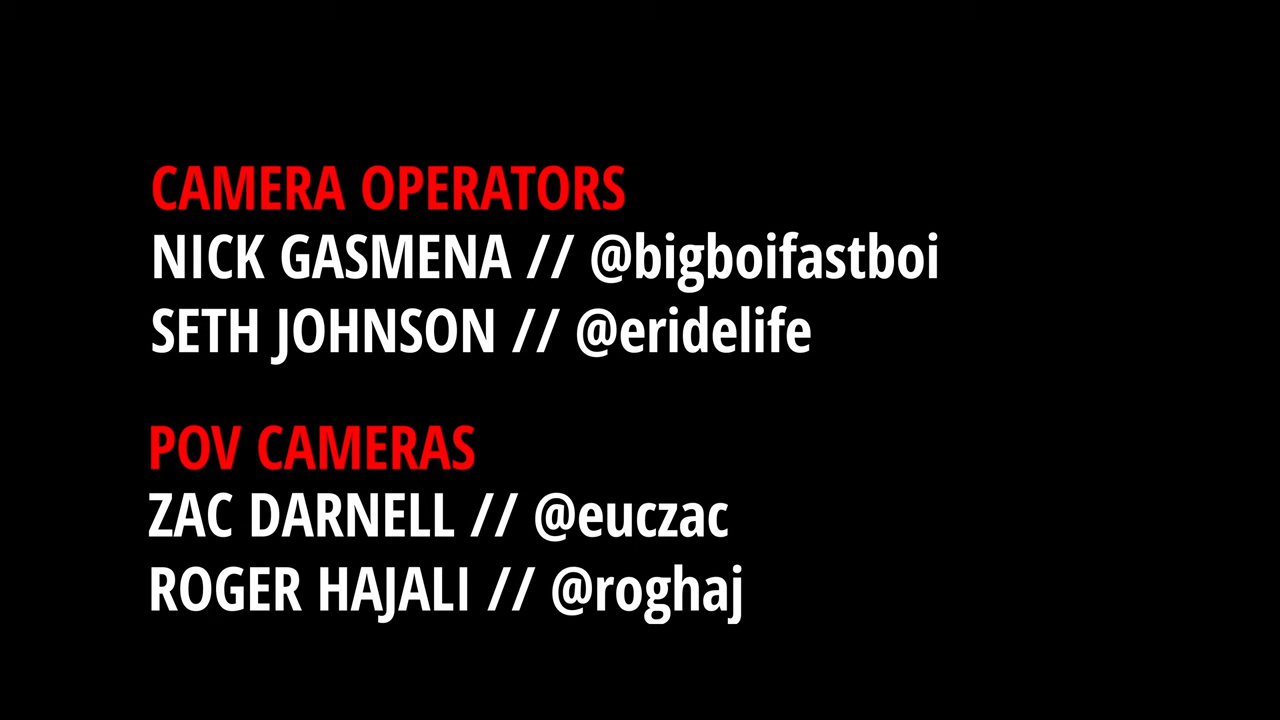 CAMERA OPERATORS
NICK GASMENA // @bigboifastboi
SETH JOHNSON // @eridelife
POV CAMERAS
ZAC DARNELL // @euczac
ROGER HAJALI // @roghaj